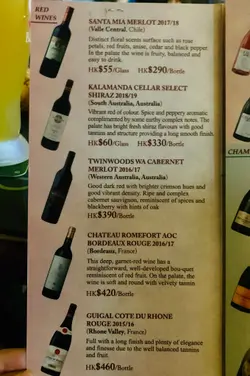 RED
WINES
SANTA MIA MERLOT 2017/18
(Valle Central, Chile)
Distinct floral scents surface such as rose
petals, red fruits, anise, cedar and black pepper
In the palate the wine is fruity, balanced and
easy to drink.
HK$55/Glass HK$290/Bottle
KALAMANDA CELLAR SELECT
SHIRAZ 2018/19
(South Australia, Australia)
Vibrant red of colour. Spice and peppery aromatic
complimented by some earthy complex notes. The
palate has bright fresh shiraz flavours with good
tannins and structure providing a long smooth finish.
HK$60/Glass HK$330/Bottle
TWINWOODS WA CABERNET
MERLOT 2016/17
(Western Australia, Australia)
Good dark red with brighter crimson hues and
good vibrant density. Ripe and complex
cabernet sauvignon, reminiscent of spices and
blackberry with hints of oak
HK$390/Bottle
CHATEAU ROMEFORT AOC
BORDEAUX ROUGE 2016/17
(Bordeaux, France)
This deep, garnet-red wine has a
straightforward, well-developed bouquet
reminiscent of red fruit. On the palate, the
wine is soft and round with velvety tannin
HK$420/Bottle
GUIGAL COTE DU RHONE
ROUGE 2015/16
(Rhone Valley, France)
Full with a long finish and plenty of elegance
and finesse due to the well balanced tannins
and fruit.
HK$460/Bottle